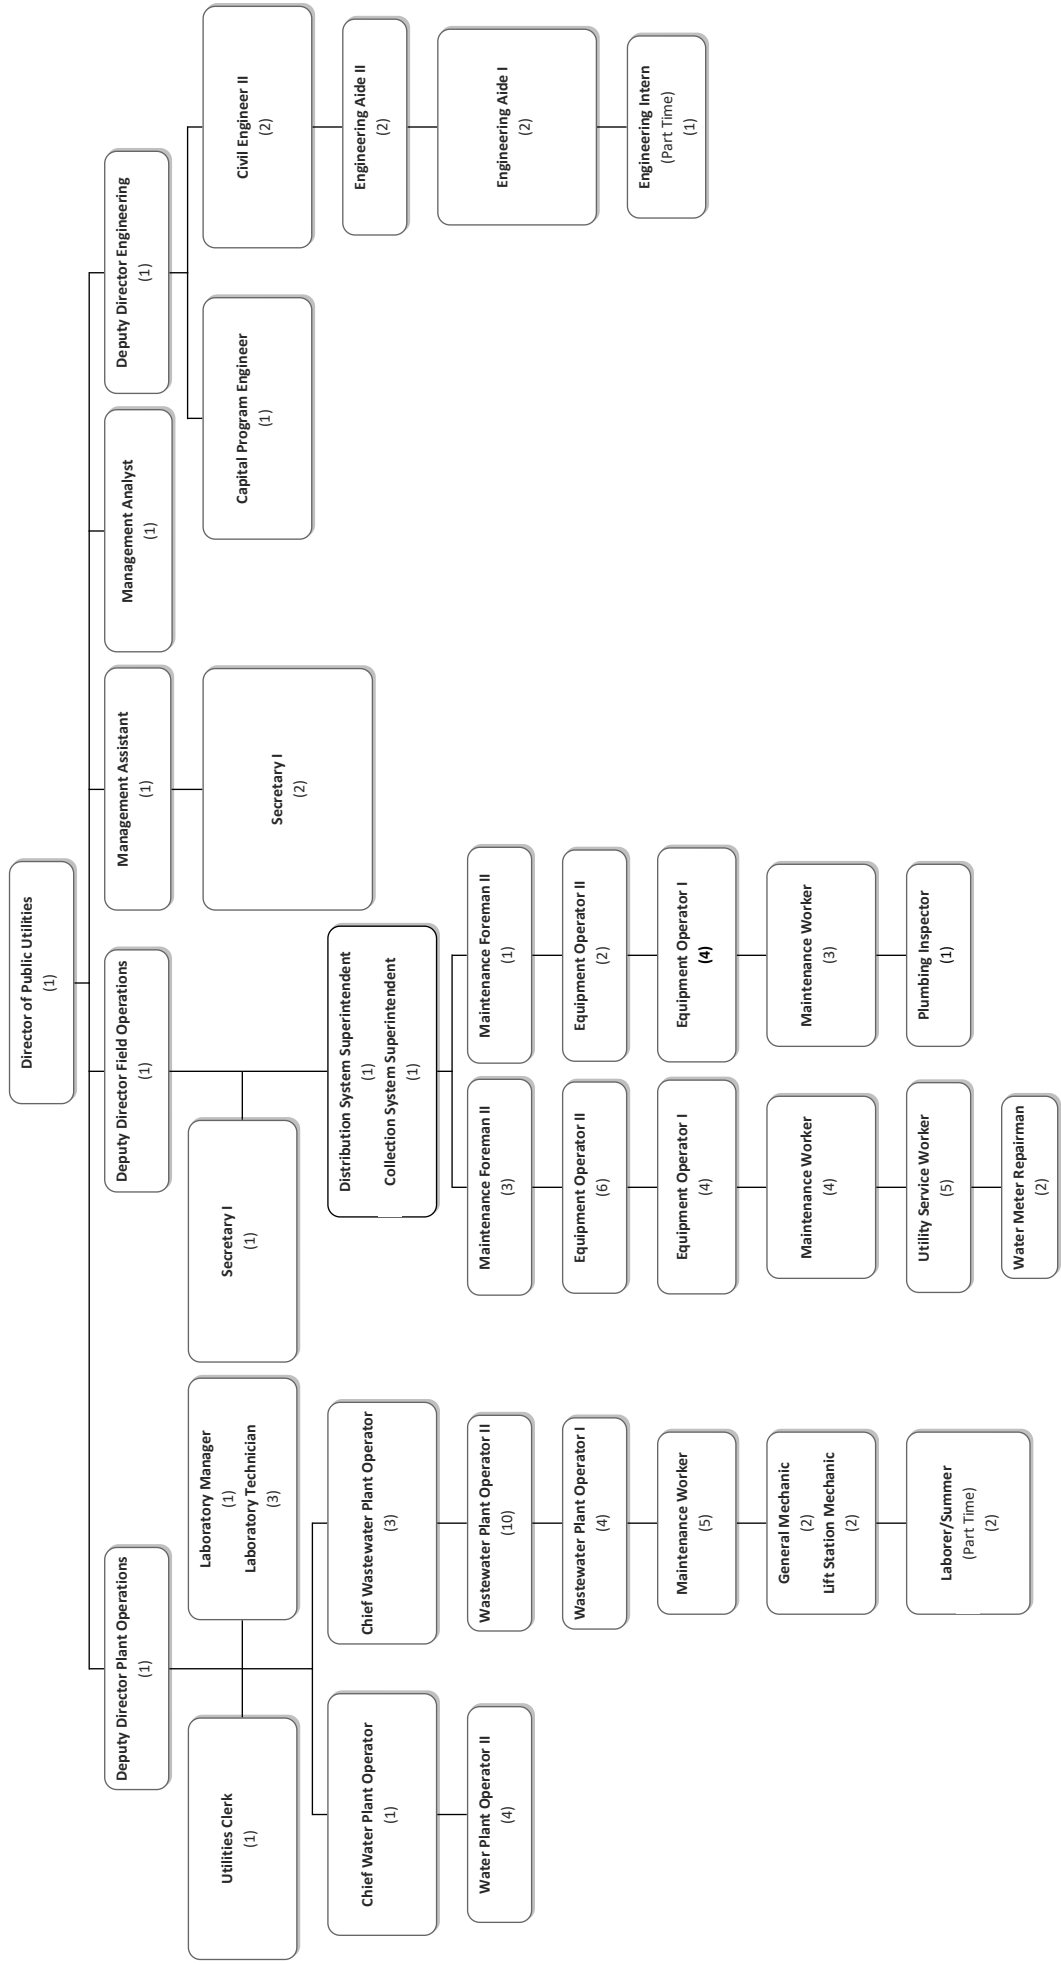 Director of Public Utilities
(1)
Deputy Director Plant Operations
(1)
Deputy Director Field Operations
(1)
Management Assistant
(1)
Management Analyst
(1)
Deputy Director Engineering
(1)
Utilities Clerk
(1)
Laboratory Manager
(1)
Laboratory Technician
(3)
Secretary I
(1)
Secretary I
(2)
Capital Program Engineer
(1)
Civil Engineer II
(2)
Chief Water Plant Operator
(1)
Water Plant Operator II
(4)
Chief Wastewater Plant Operator
(3)
Wastewater Plant Operator II
(10)
Wastewater Plant Operator I
(4)
Maintenance Worker
(5)
General Mechanic
(2)
Lift Station Mechanic
(2)
Laborer/Summer
(Part Time)
(2)
Distribution System Superintendent
(1)
Collection System Superintendent
(1)
Maintenance Foreman II
(3)
Equipment Operator II
(6)
Equipment Operator I
(4)
Maintenance Worker
(4)
Utility Service Worker
(5)
Water Meter Repairman
(2)
Maintenance Foreman II
(1)
Equipment Operator II
(2)
Equipment Operator I
(4)
Maintenance Worker
(3)
Plumbing Inspector
(1)
Engineering Aide II
(2)
Engineering Aide I
(2)
Engineering Intern
(Part Time)
(1)